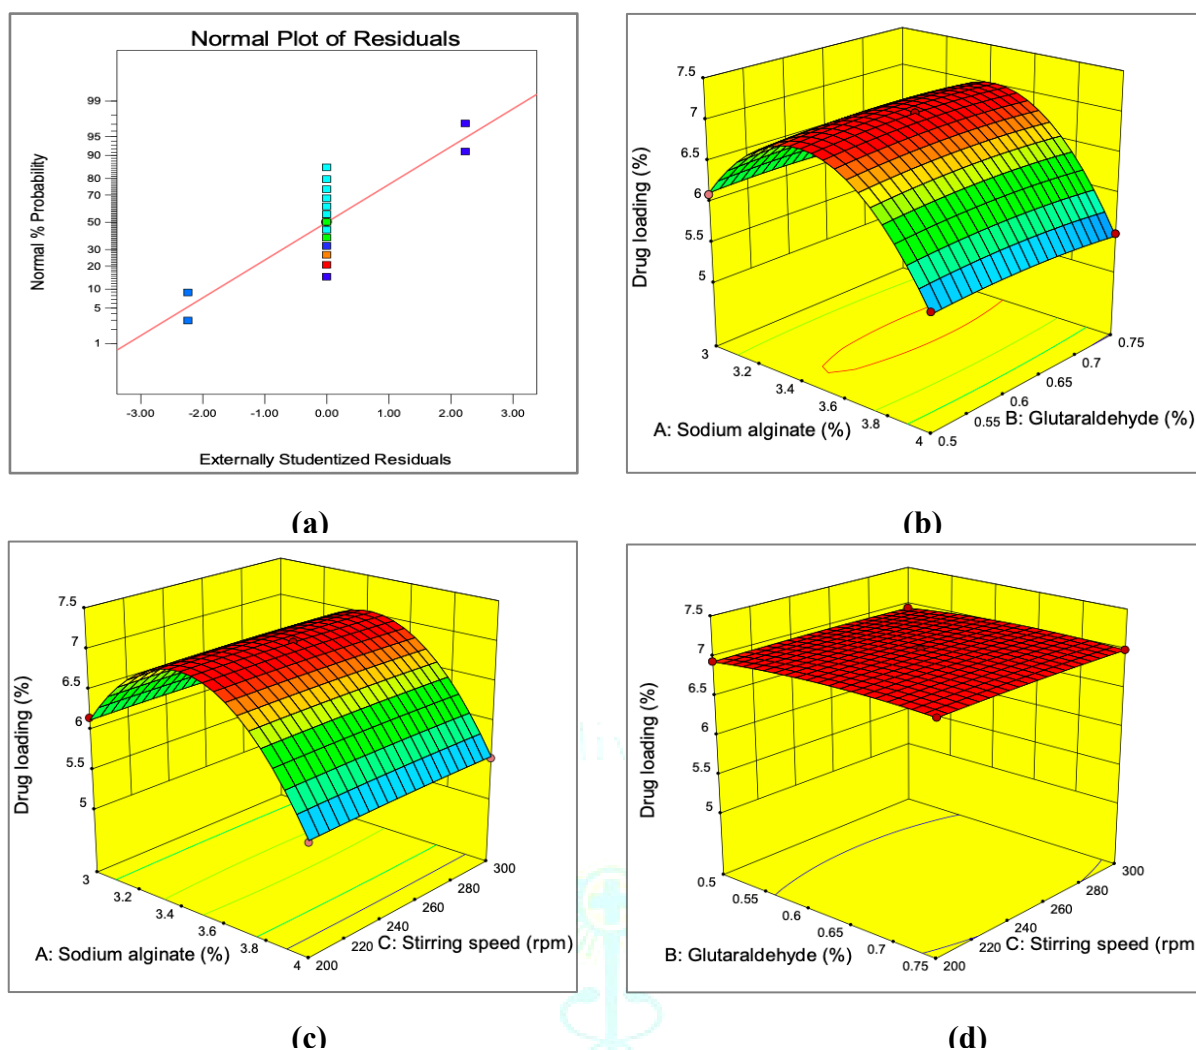 Normal Plot of Residuals
Normal % Probability
99
95
90
80
70
50
30
20
10
5
1
-3.00 -2.00 -1.00 0.00 1.00 2.00 3.00
Externally Studentized Residuals
(a)
Drug loading (%)
7.5
7
6.5
6
5.5
5
3 3.2 3.4 3.6 3.8 4
A: Sodium alginate (%)
0.5 0.55 0.6 0.65 0.7 0.75
B: Glutaraldehyde (%)
(b)
Drug loading (%)
7.5
7
6.5
6
5.5
5
3 3.2 3.4 3.6 3.8 4
A: Sodium alginate (%)
200 220 240 260 280 300
C: Stirring speed (rpm)
(c)
Drug loading (%)
7.5
7
6.5
6
5.5
5
0.5 0.55 0.6 0.65 0.7 0.75
B: Glutaraldehyde (%)
200 220 240 260 280 300
C: Stirring speed (rpm
(d)